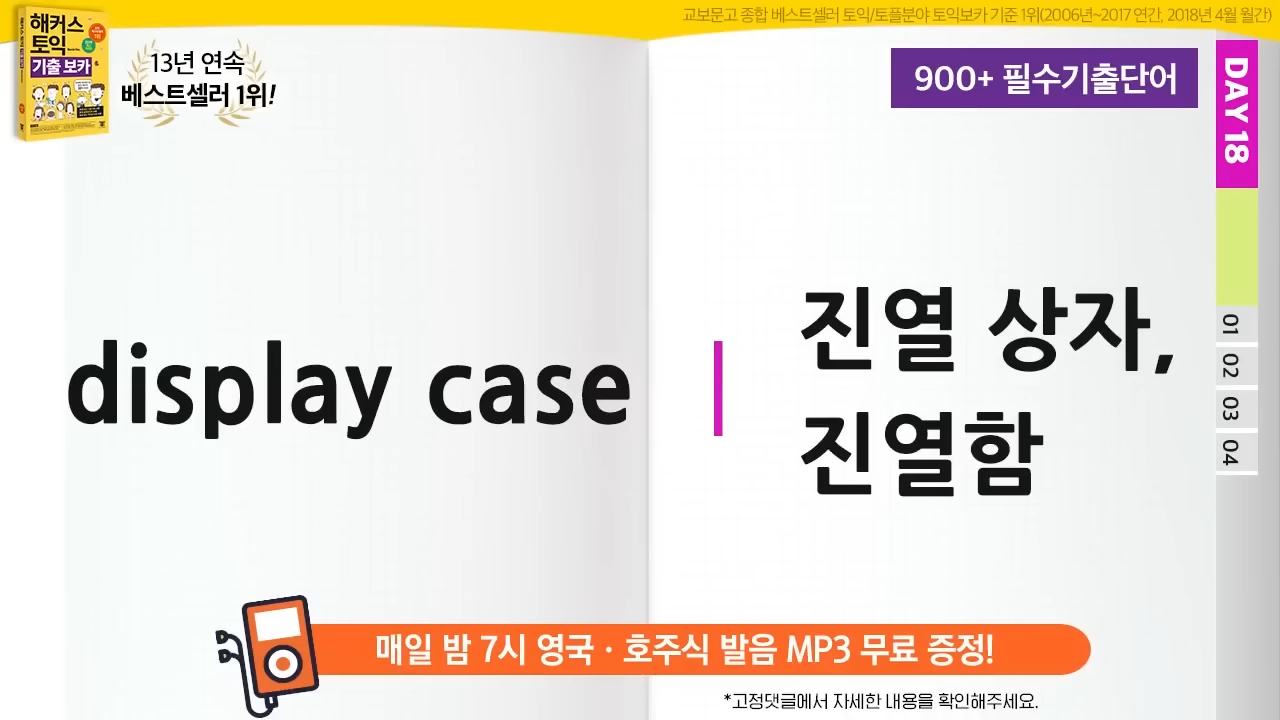 교보문고 종합 베스트셀러 토익/토플분야 토익보카 기준 1위(2006년~2017 연간, 2018년 4월 월간)
해커스
토익
기출 보카
13년 연속
베스트셀러 1위!
900+ 필수기출단어
DAY 18
display case
진열 상자,
진열함
01
02
03
04
매일 밤 7시 영국·호주식 발음 MP3 무료 증정!
*고정댓글에서 자세한 내용을 확인해주세요.